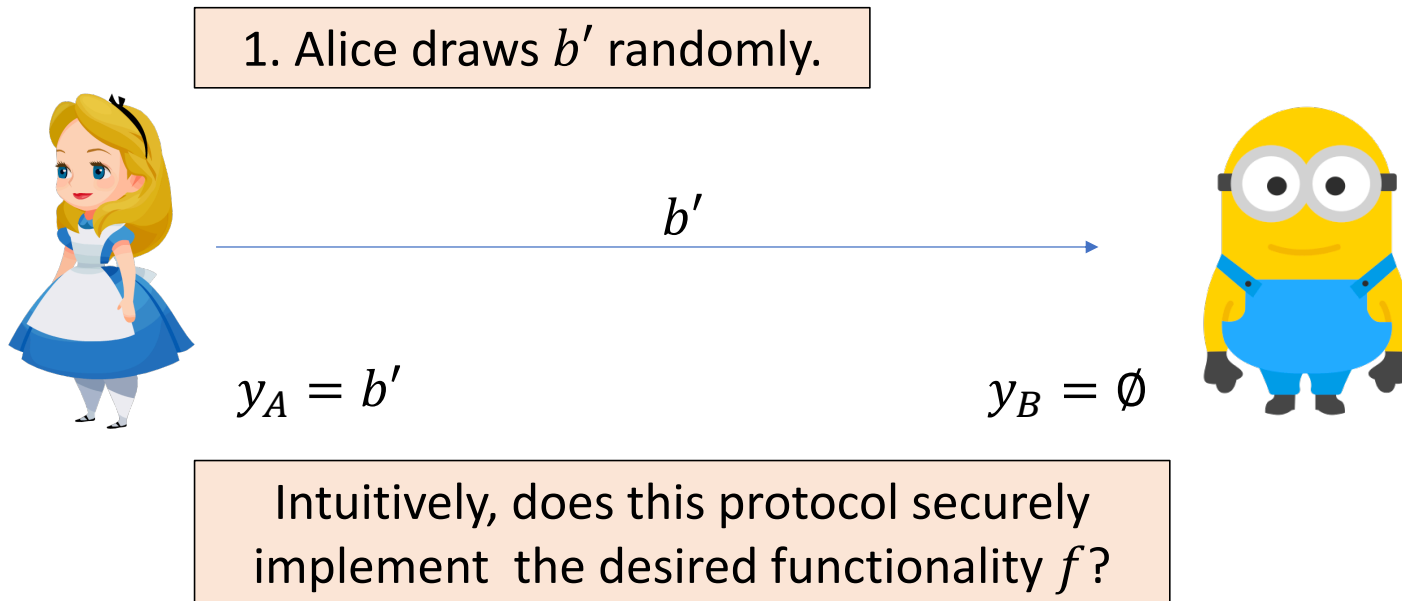 1. Alice draws b′ randomly.
b′
y_A = b′
y_B = ∅
Intuitively, does this protocol securely
implement the desired functionality f?